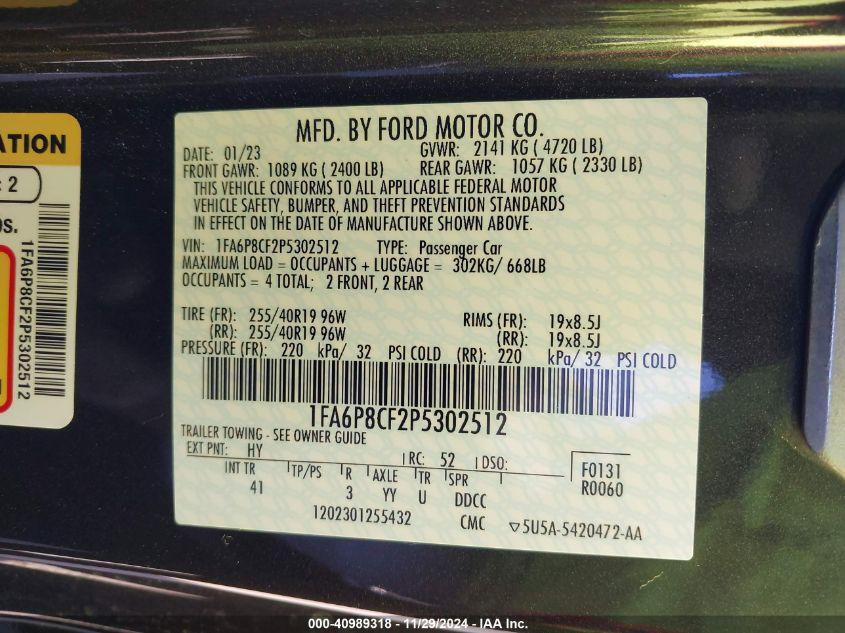 ATION
: 2
OS.
1FA6P8CF2P5302512
MFD. BY FORD MOTOR CO.
DATE: 01/23 GVWR: 2141 KG ( 4720 LB)
FRONT GAWR: 1089 KG ( 2400 LB) REAR GAWR: 1057 KG ( 2330 LB)
THIS VEHICLE CONFORMS TO ALL APPLICABLE FEDERAL MOTOR
VEHICLE SAFETY, BUMPER, AND THEFT PREVENTION STANDARDS
IN EFFECT ON THE DATE OF MANUFACTURE SHOWN ABOVE.
VIN: 1FA6P8CF2P5302512 TYPE: Passenger Car
MAXIMUM LOAD = OCCUPANTS + LUGGAGE = 302KG/ 668LB
OCCUPANTS = 4 TOTAL; 2 FRONT, 2 REAR
TIRE (FR): 255/40R19 96W RIMS (FR): 19x8.5J
(RR): 255/40R19 96W (RR): 19x8.5J
PRESSURE (FR): 220 kPa/ 32 PSI COLD (RR): 220 kPa/ 32 PSI COLD
1FA6P8CF2P5302512
TRAILER TOWING - SEE OWNER GUIDE
EXT PNT: HY RC: 52 DSO: F0131
INT TR TP/PS R AXLE TR SPR R0060
41 3 YY U DDCC
1202301255432 CMC ▽5U5A-5420472-AA
000-40989318 - 11/29/2024 - IAA Inc.